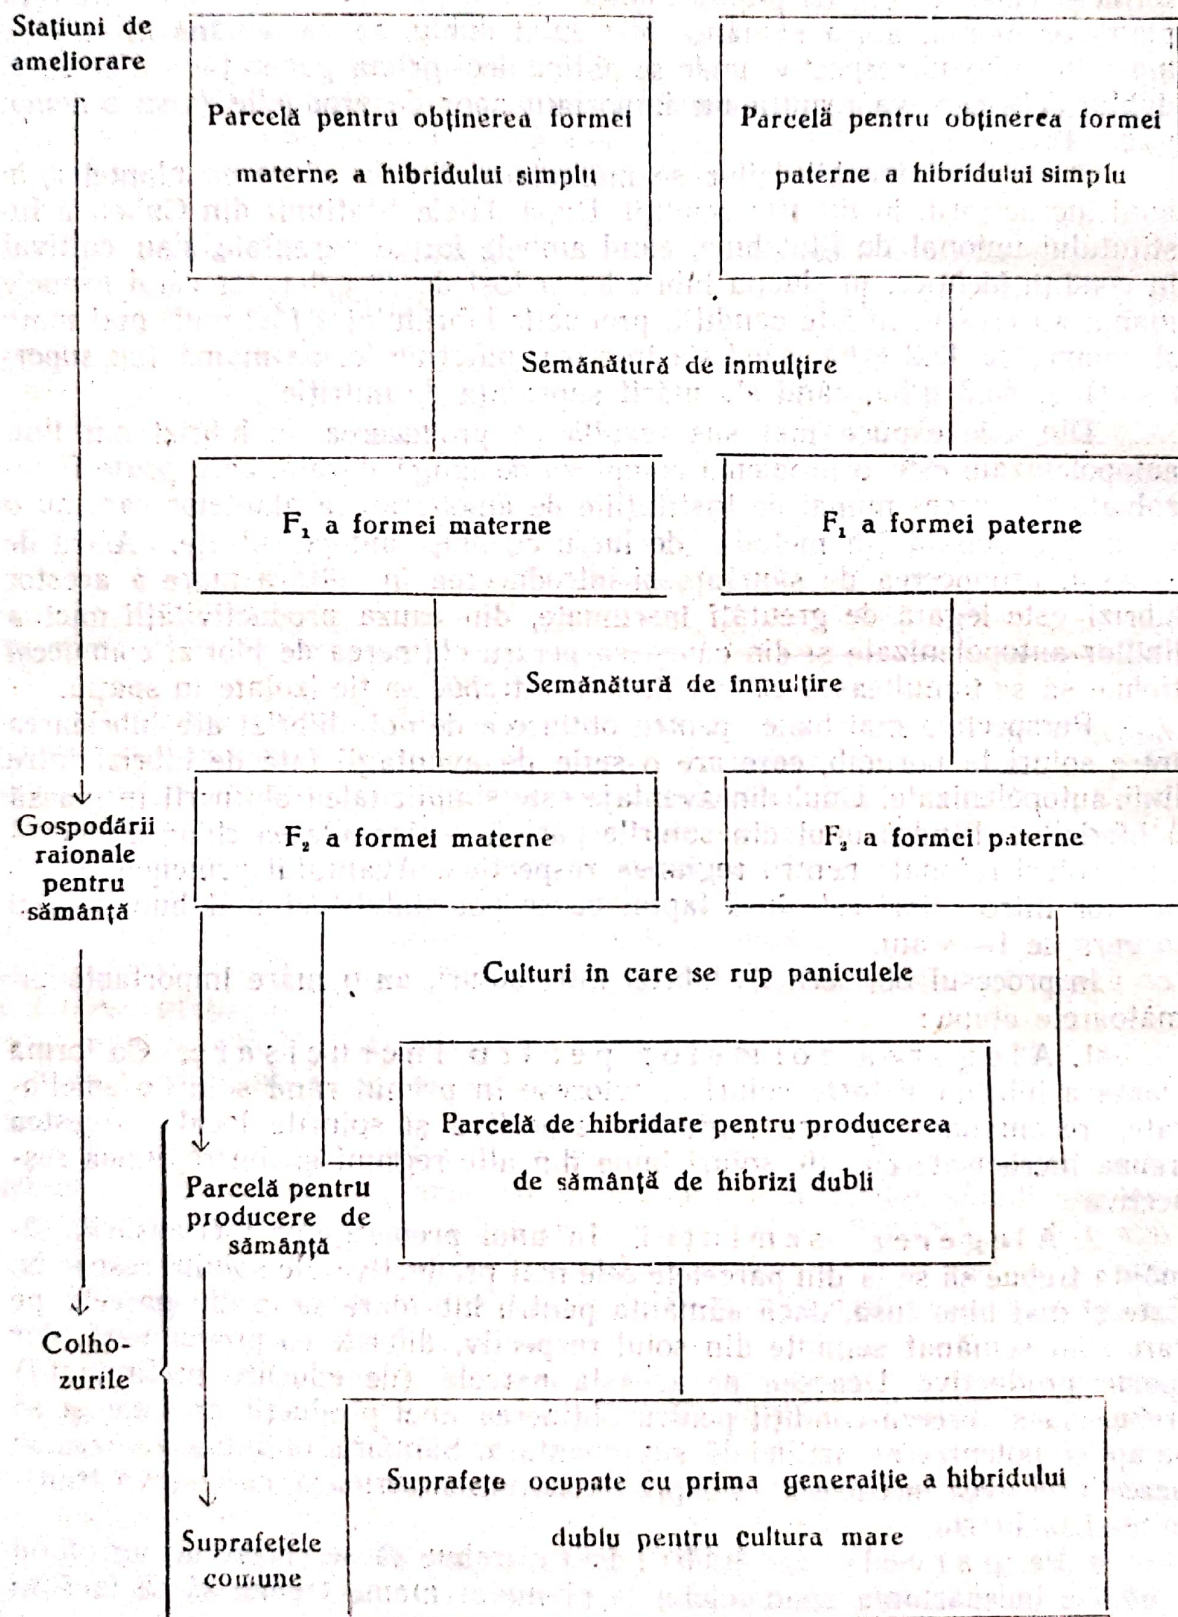 Stațiuni de
ameliorare
Parcelă pentru obținerea formei
materne a hibridului simplu
Parcelă pentru obținerea formei
paterne a hibridului simplu
Semănătură de înmulțire
F₁ a formei materne
F₁ a formei paterne
Semănătură de înmulțire
Gospodării
raionale
pentru
sămânță
F₂ a formei materne
F₂ a formei paterne
Culturi în care se rup paniculele
Parcelă de hibridare pentru producerea
de sămânță de hibrizi dubli
Parcelă pentru
producere de
sămânță
Colho-
zurile
Suprafețe ocupate cu prima generaiție a hibridului
dublu pentru cultura mare
Suprafețele
comune